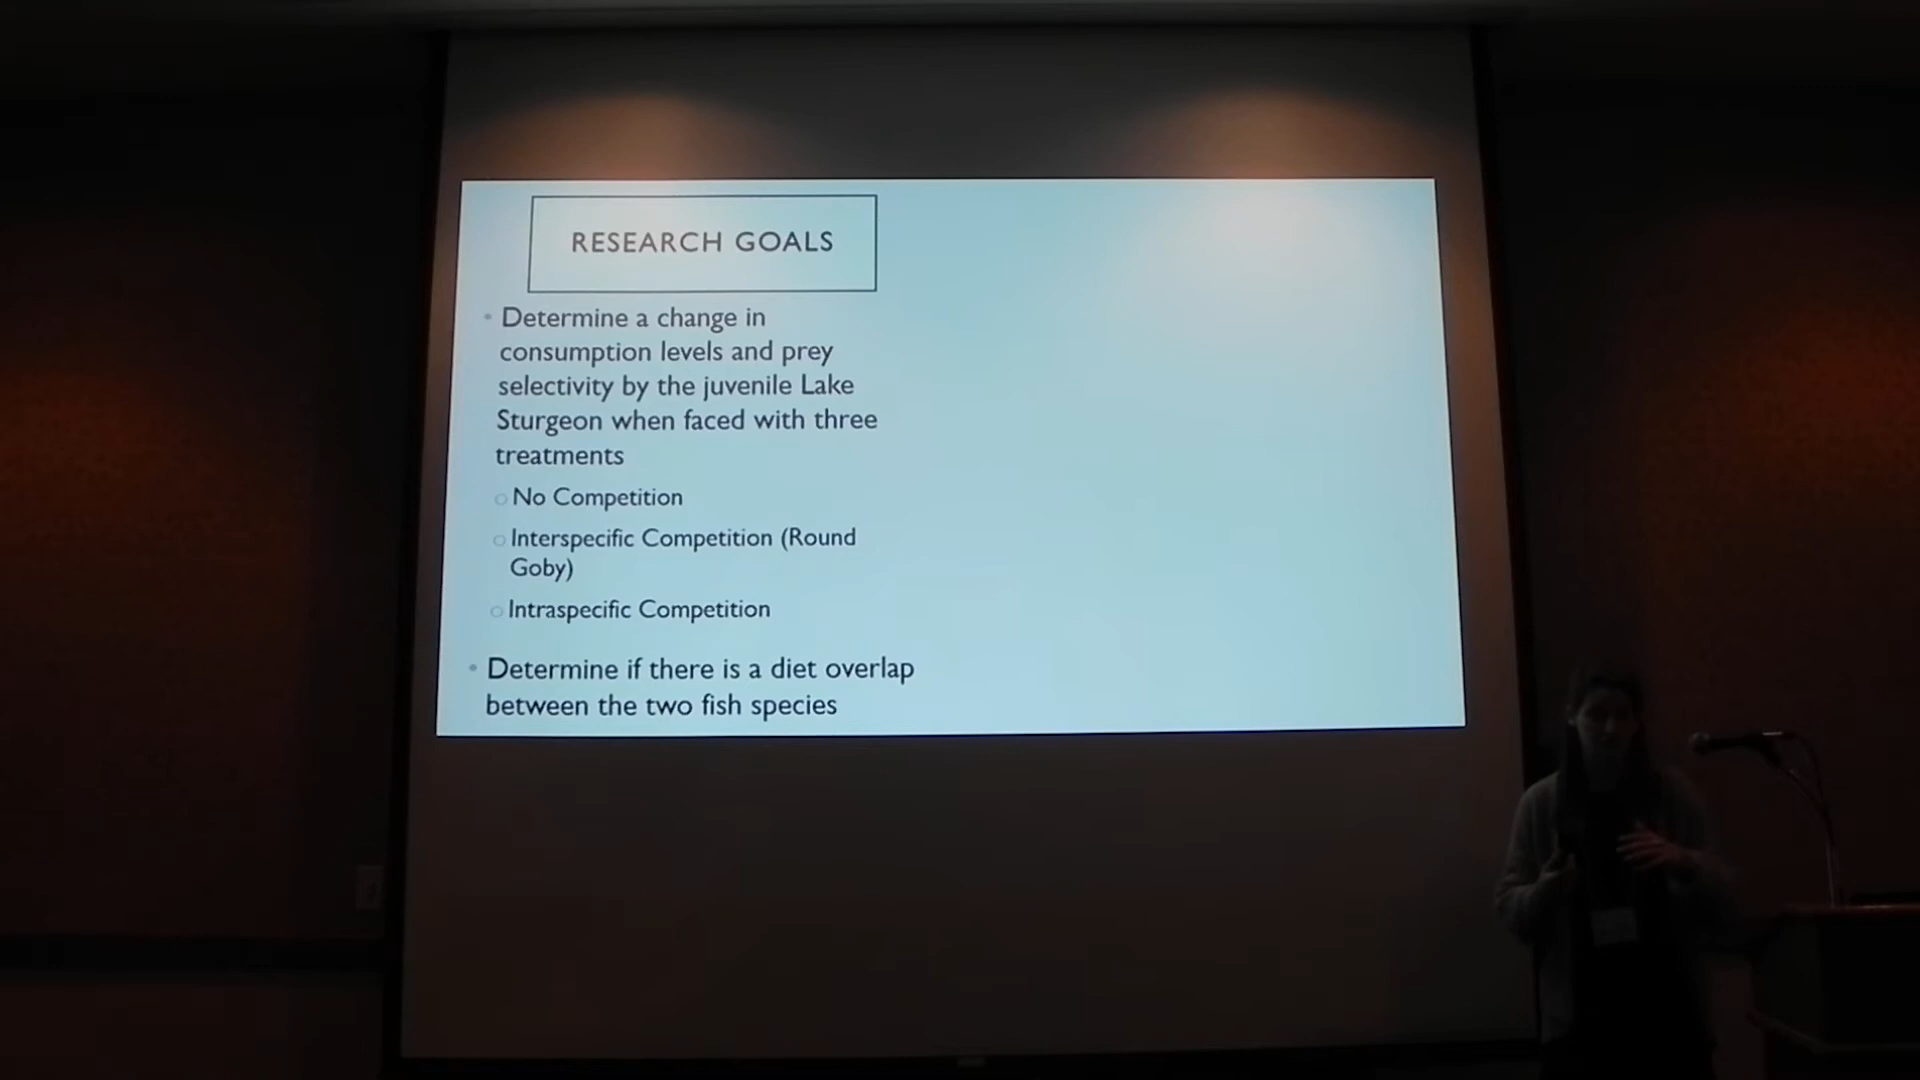 RESEARCH GOALS
• Determine a change in
consumption levels and prey
selectivity by the juvenile Lake
Sturgeon when faced with three
treatments
○ No Competition
○ Interspecific Competition (Round
Goby)
○ Intraspecific Competition
• Determine if there is a diet overlap
between the two fish species